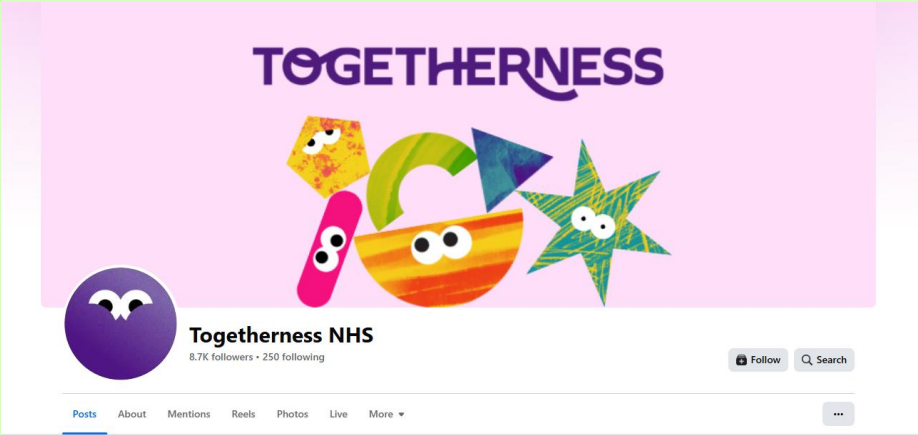 TOGETHERNESS
Togetherness NHS
8.7K followers • 250 following
Follow
Search
Posts
About
Mentions
Reels
Photos
Live
More